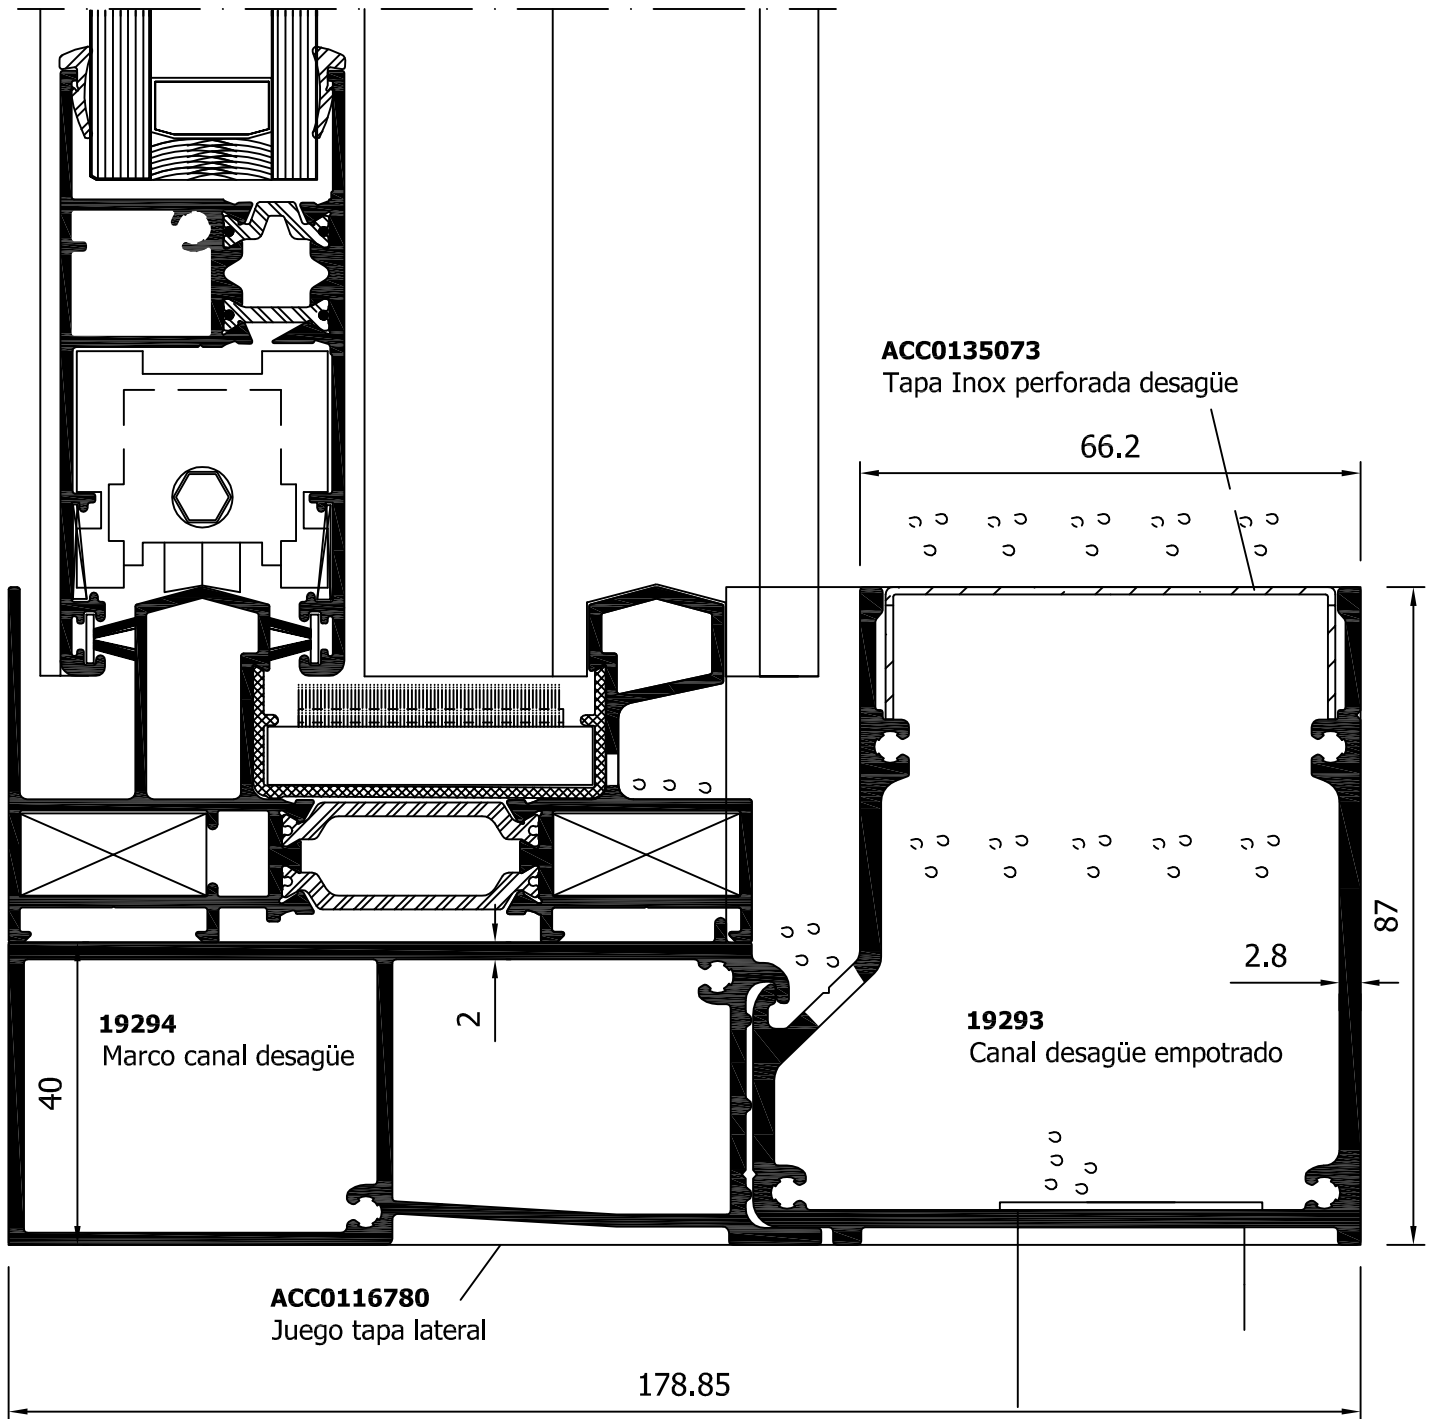 ACC0135073
Tapa Inox perforada desagüe
66.2
87
2.8
19294
Marco canal desagüe
2
19293
Canal desagüe empotrado
40
ACC0116780
Juego tapa lateral
178.85